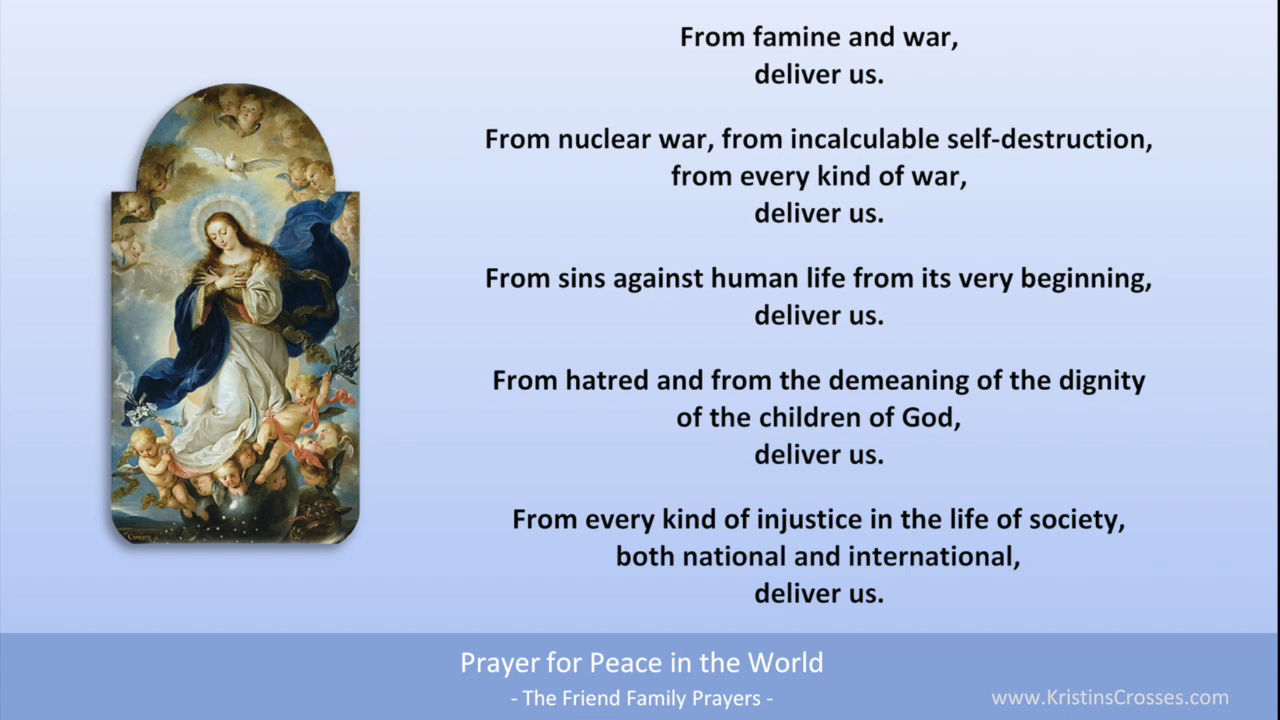 From famine and war,
deliver us.
From nuclear war, from incalculable self-destruction,
from every kind of war,
deliver us.
From sins against human life from its very beginning,
deliver us.
From hatred and from the demeaning of the dignity
of the children of God,
deliver us.
From every kind of injustice in the life of society,
both national and international,
deliver us.
Prayer for Peace in the World
- The Friend Family Prayers -
www.KristinsCrosses.com